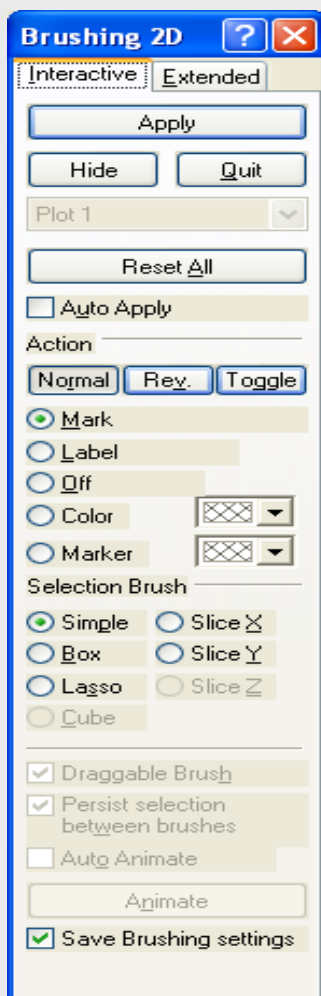 Brushing 2D ?
Interactive Extended
Apply
Hide Quit
Plot 1
Reset All
Auto Apply
Action
Normal Rev. Toggle
Mark
Label
Off
Color
Marker
Selection Brush
Simple Slice X
Box Slice Y
Lasso Slice Z
Cube
Draggable Brush
Persist selection
between brushes
Auto Animate
Animate
Save Brushing settings